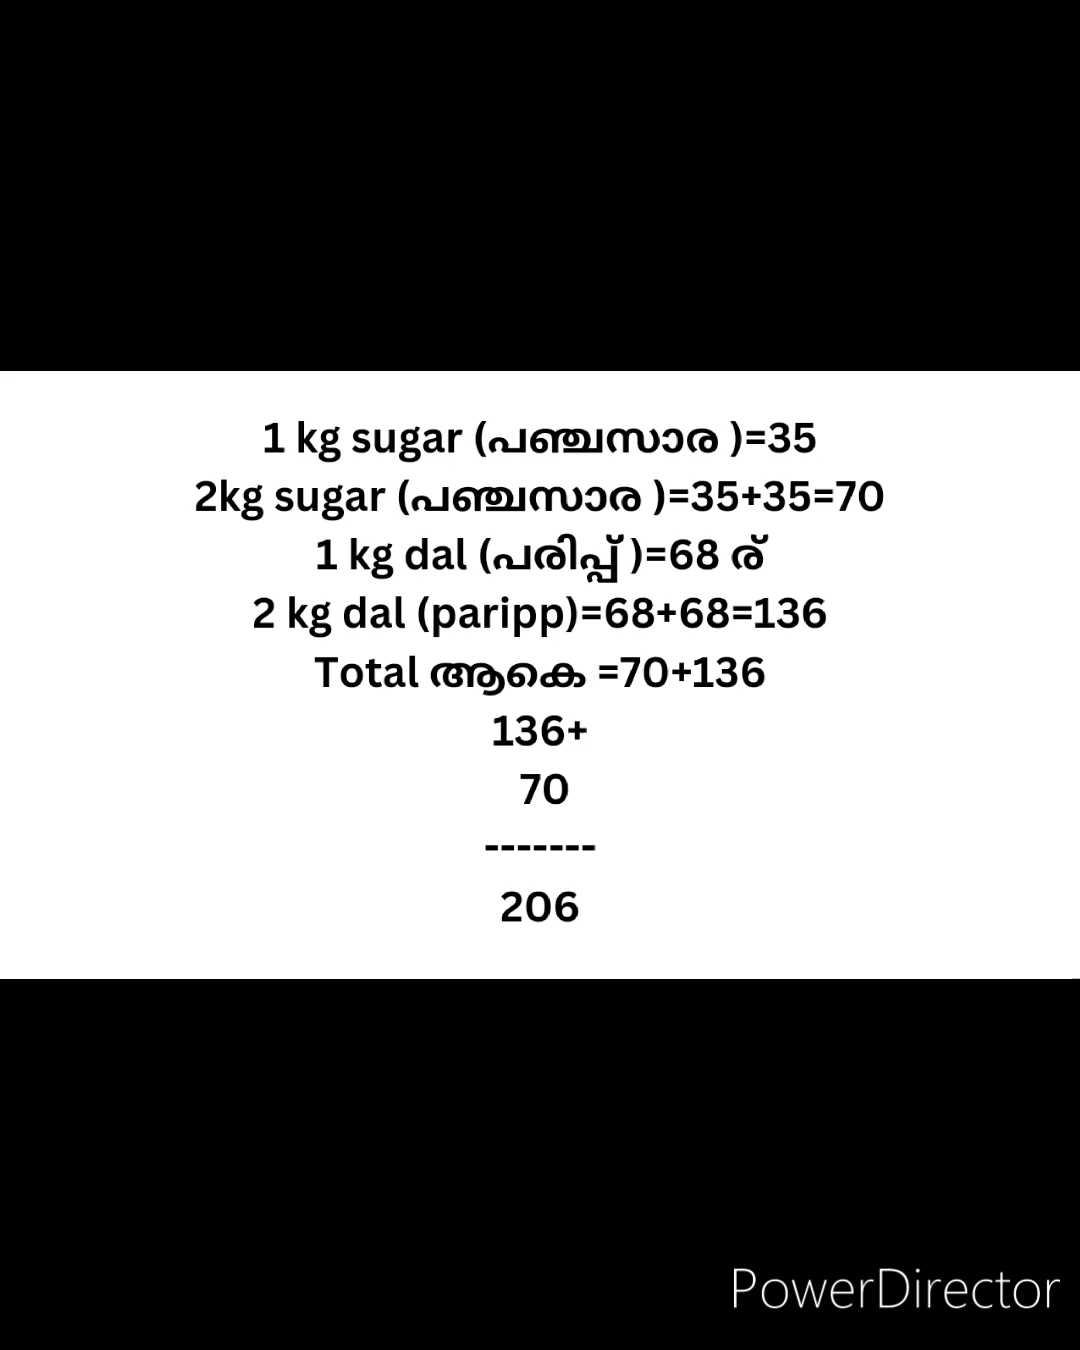 1 kg sugar (പഞ്ചസാര )=35
2kg sugar (പഞ്ചസാര )=35+35=70
1 kg dal (പരിപ്പ് )=68 ര്
2 kg dal (paripp)=68+68=136
Total ആകെ =70+136
136+
70
-------
206
PowerDirector